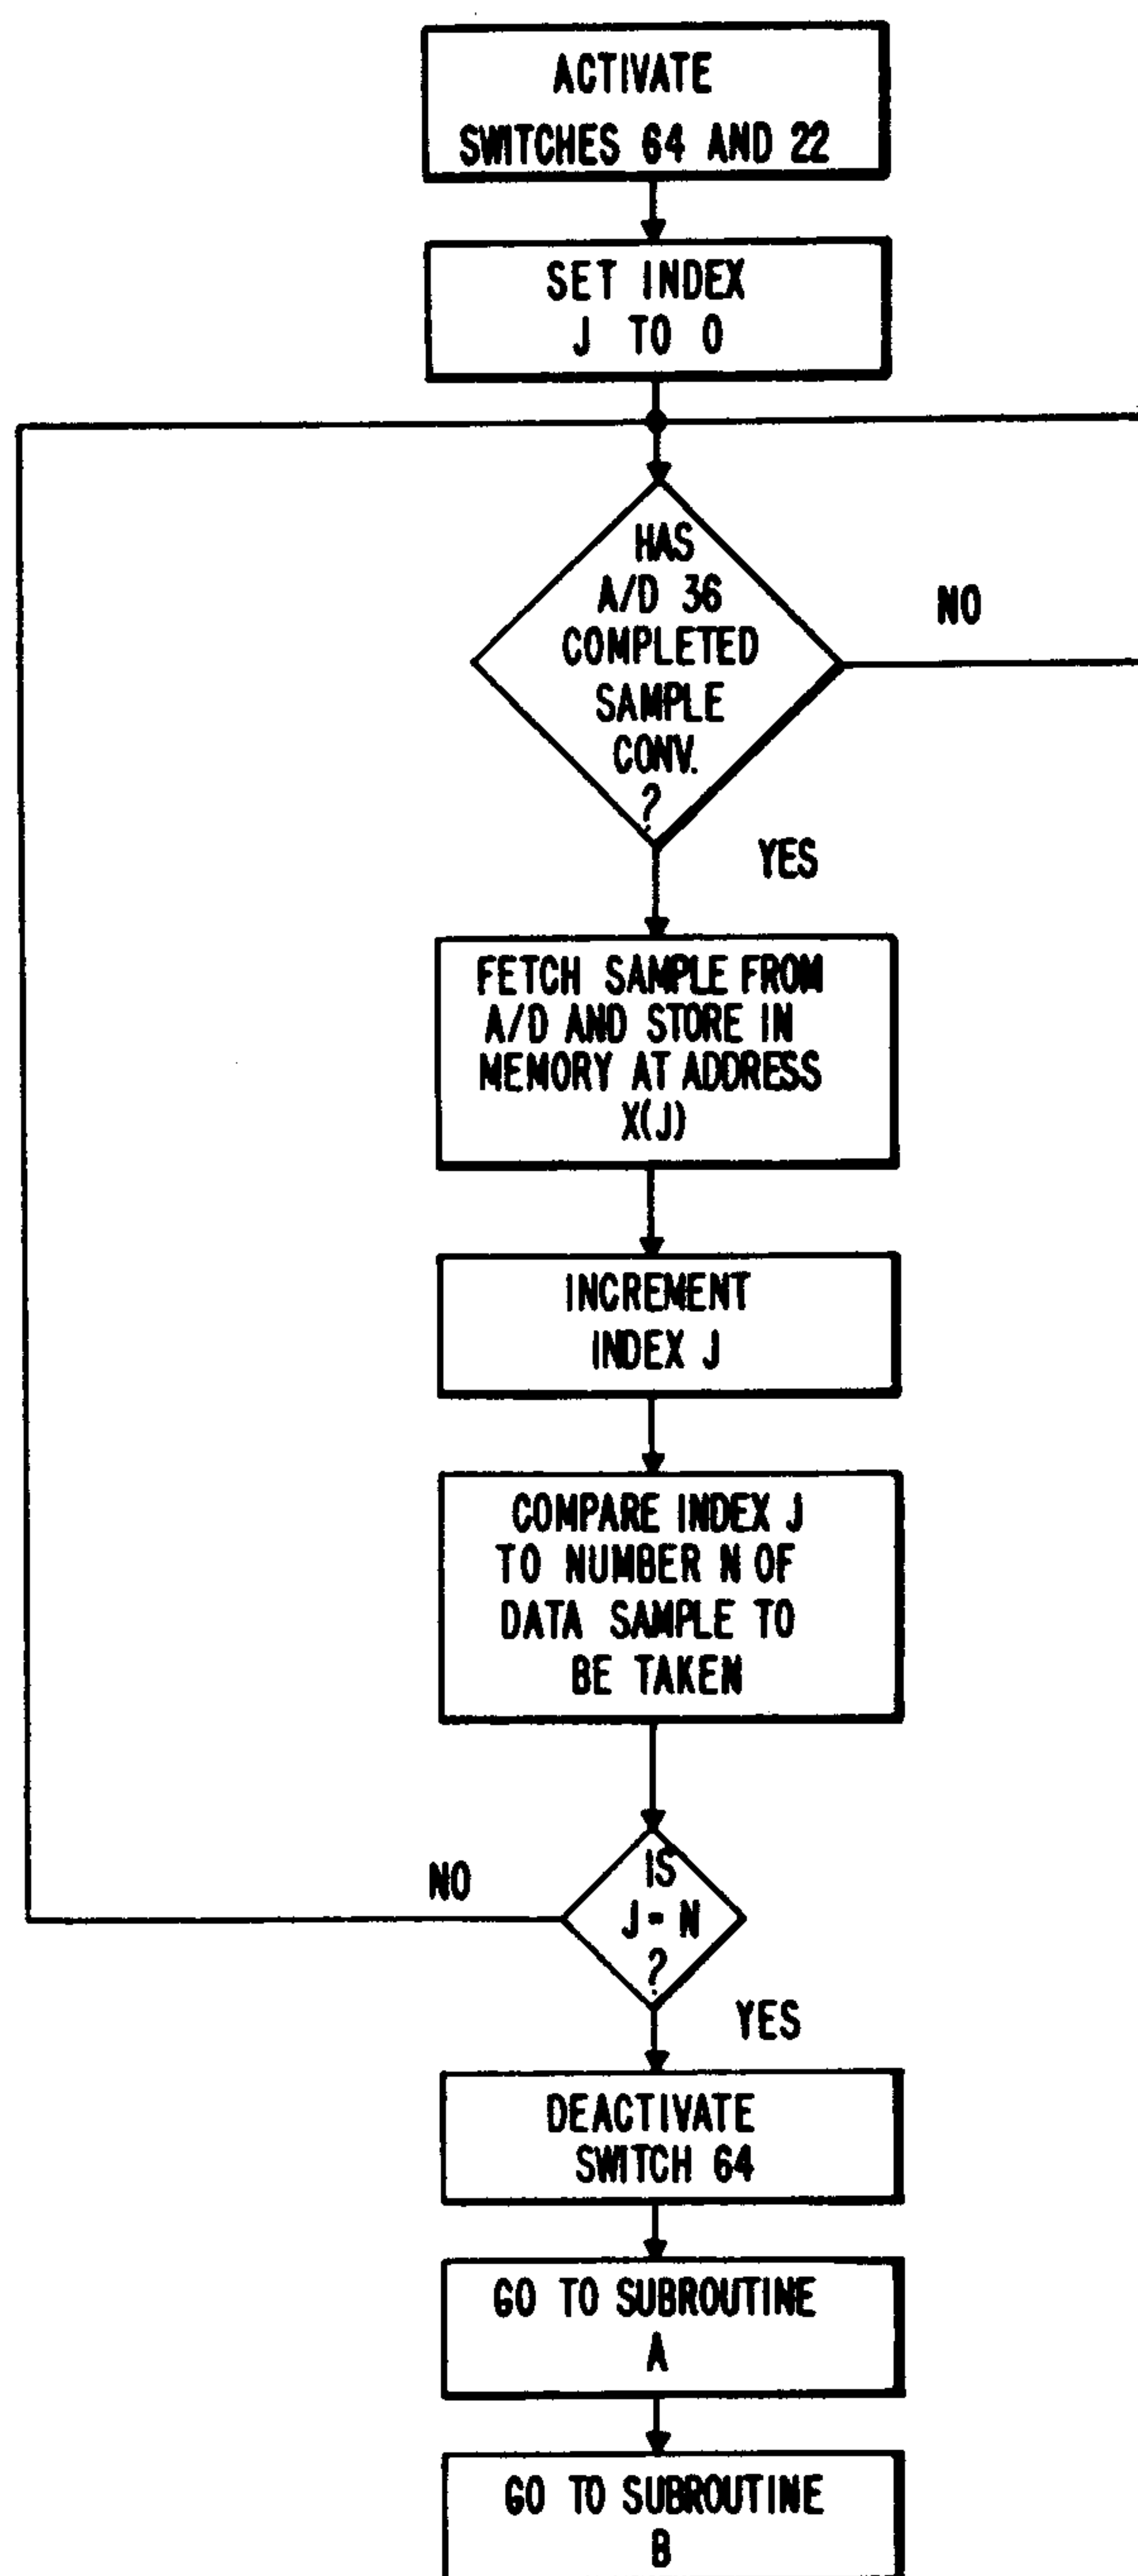 ACTIVATE
SWITCHES 64 AND 22
SET INDEX
J TO 0
HAS
A/D 36
COMPLETED
SAMPLE
CONV.
?
NO
YES
FETCH SAMPLE FROM
A/D AND STORE IN
MEMORY AT ADDRESS
X(J)
INCREMENT
INDEX J
COMPARE INDEX J
TO NUMBER N OF
DATA SAMPLE TO
BE TAKEN
IS
J = N
?
NO
YES
DEACTIVATE
SWITCH 64
GO TO SUBROUTINE
A
GO TO SUBROUTINE
B